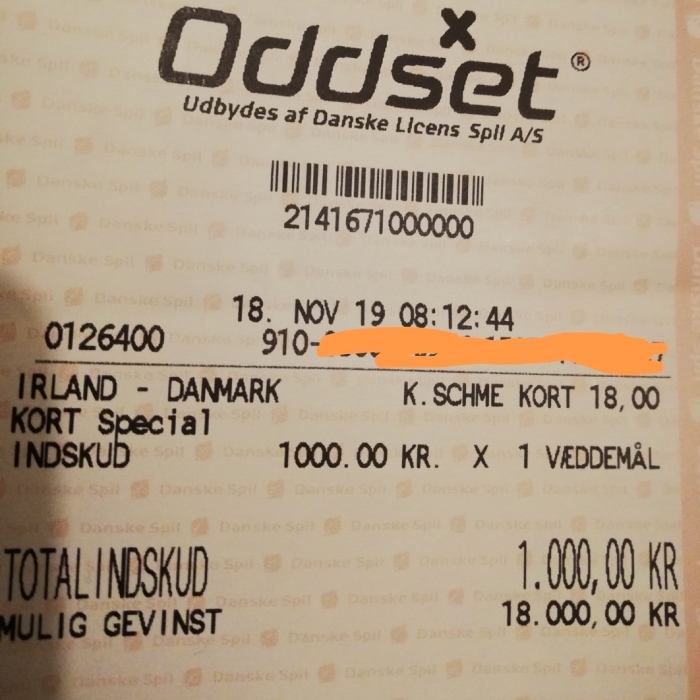 Oddset®
Udbydes af Danske Licens Spil A/S
2141671000000
18. NOV 19 08:12:44
0126400 910-
IRLAND - DANMARK K.SCHME KORT 18,00
KORT Special
INDSKUD 1000.00 KR. X 1 VÆDDEMÅL
TOTALINDSKUD 1.000,00 KR
MULIG GEVINST 18.000,00 KR